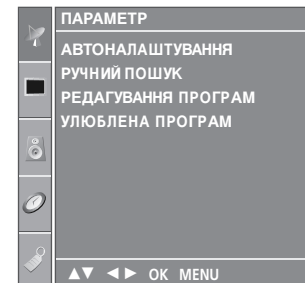 ПАРАМЕТР
АВТОНАЛАШТУВАННЯ
РУЧНИЙ ПОШУК
РЕДАГУВАННЯ ПРОГРАМ
УЛЮБЛЕНА ПРОГРАМ
▲▼ ◄► OK MENU